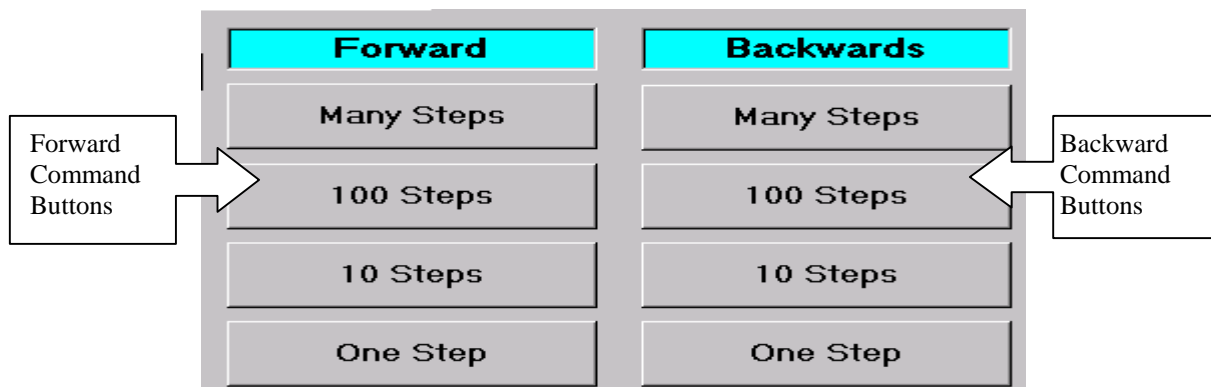 Forward
Backwards
Many Steps
Many Steps
Forward
Command
Buttons
100 Steps
100 Steps
Backward
Command
Buttons
10 Steps
10 Steps
One Step
One Step